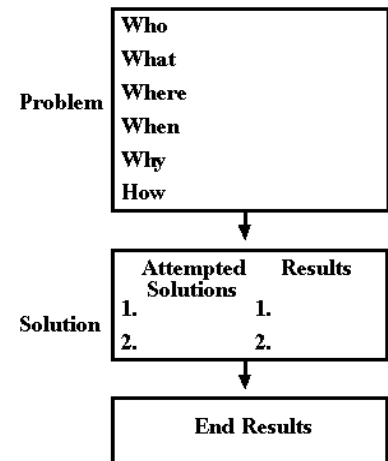 Problem
Who
What
Where
When
Why
How
Solution
Attempted Solutions
Results
1. 1.
2. 2.
End Results